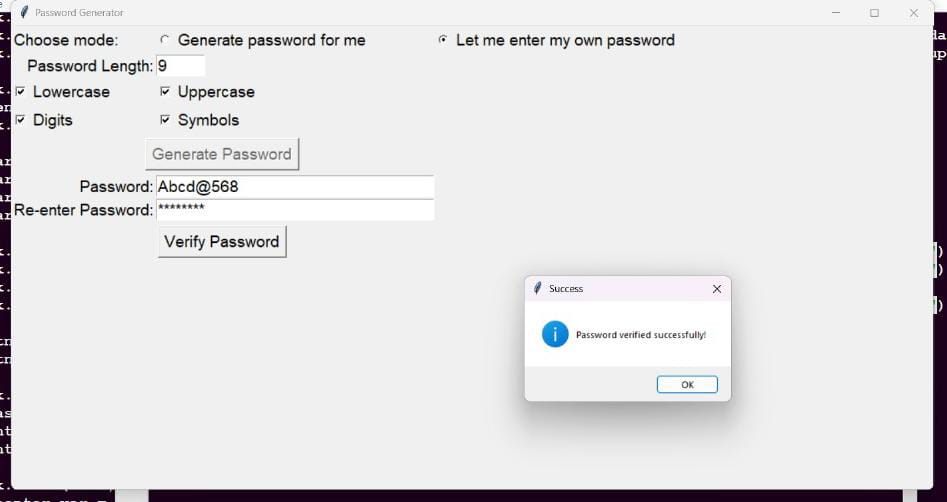 Password Generator
Choose mode: Generate password for me Let me enter my own password
Password Length: 9
Lowercase Uppercase
Digits Symbols
Generate Password
Password: Abcd@568
Re-enter Password: ********
Verify Password
Success
Password verified successfully!
OK